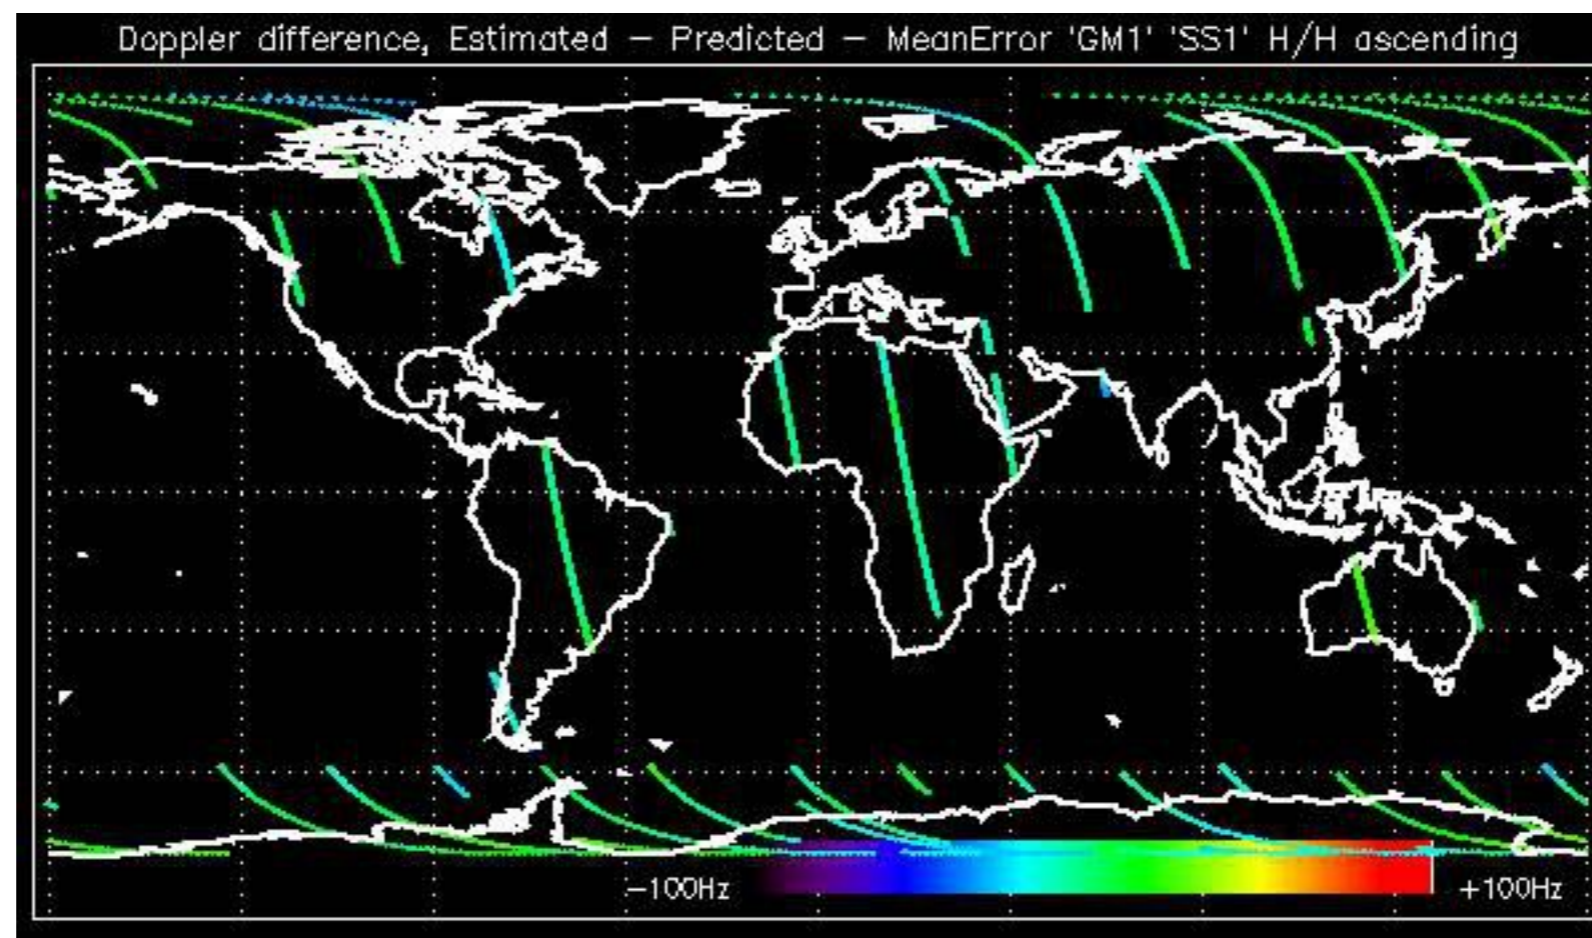 Doppler difference, Estimated — Predicted — MeanError 'GM1' 'SS1' H/H ascending
—100Hz
+100Hz